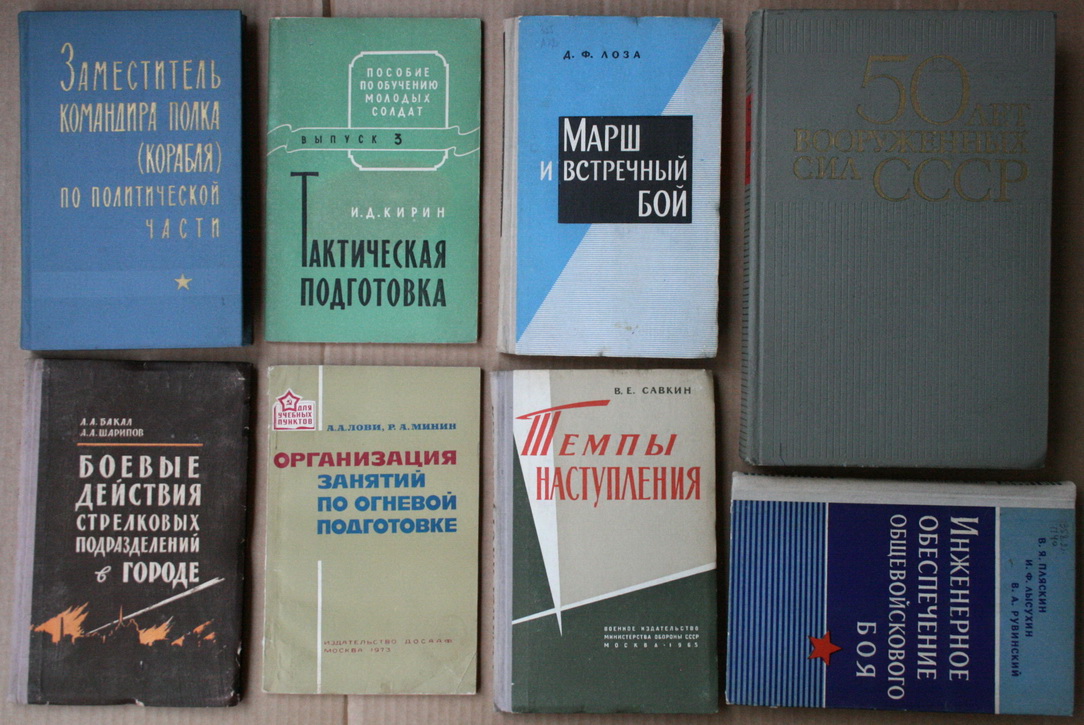 Заместитель
командира полка
(корабля)
по политической
части
ПОСОБИЕ
ПО ОБУЧЕНИЮ
МОЛОДЫХ
СОЛДАТ
ВЫПУСК 3
И.Д.КИРИН
Тактическая
подготовка
Д. Ф. ЛОЗА
Марш
и встречный
бой
50 лет
вооруженных
сил СССР
А.А.БАКАЛ
А.А.ШАРИПОВ
БОЕВЫЕ
ДЕЙСТВИЯ
СТРЕЛКОВЫХ
ПОДРАЗДЕЛЕНИЙ
в ГОРОДЕ
ДЛЯ
УЧЕБНЫХ
ПУНКТОВ
А.А.ЛОВИ, Р.А.МИНИН
ОРГАНИЗАЦИЯ
ЗАНЯТИЙ
ПО ОГНЕВОЙ
ПОДГОТОВКЕ
ИЗДАТЕЛЬСТВО ДОСААФ
МОСКВА 1973
В.Е. САВКИН
Темпы
наступления
ВОЕННОЕ ИЗДАТЕЛЬСТВО
МИНИСТЕРСТВА ОБОРОНЫ СССР
МОСКВА - 1965
В. Я. ПЛЯСКИН
И. Ф. ЛЫСУХИН
В. А. РУВИНСКИЙ
Инженерное
обеспечение
общевойскового
боя